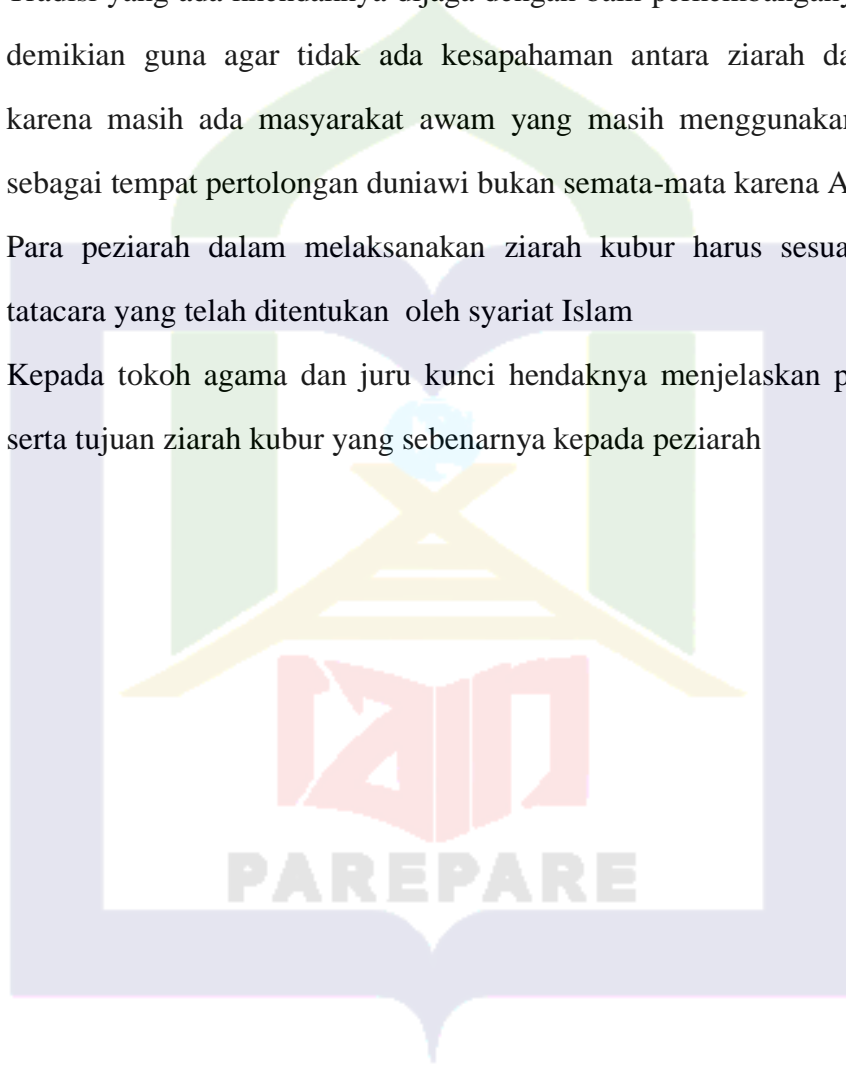 Tradisi yang ada dijaga dengan baik perkembangany
demikian guna agar tidak ada kesapahaman antara ziarah da
karena masih ada masyarakat awam yang masih menggunakan
sebagai tempat pertolongan duniawi bukan semata-mata karena A
Para peziarah dalam melaksanakan ziarah kubur harus sesua
tatacara yang telah ditentukan oleh syariat Islam
Kepada tokoh agama dan juru kunci hendaknya menjelaskan p
serta tujuan ziarah kubur yang sebenarnya kepada peziarah
iain
PAREPARE